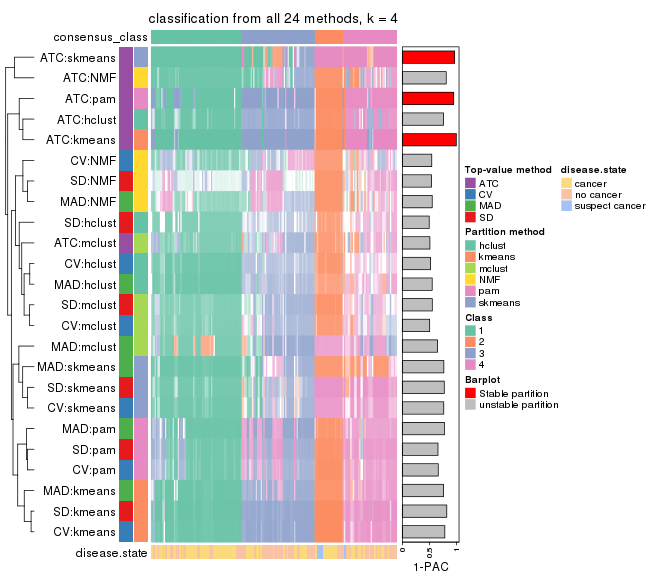 classification from all 24 methods, k = 4
consensus_class
ATC:skmeans
ATC:NMF
ATC:pam
ATC:hclust
ATC:kmeans
CV:NMF
SD:NMF
MAD:NMF
SD:hclust
ATC:mclust
CV:hclust
MAD:hclust
SD:mclust
CV:mclust
MAD:mclust
MAD:skmeans
SD:skmeans
CV:skmeans
MAD:pam
SD:pam
CV:pam
MAD:kmeans
SD:kmeans
CV:kmeans
disease.state
0 0.5 1
1-PAC
Top-value method
ATC
CV
MAD
SD
Partition method
hclust
kmeans
mclust
NMF
pam
skmeans
Class
1
2
3
4
Barplot
Stable partition
unstable partition
disease.state
cancer
no cancer
suspect cancer